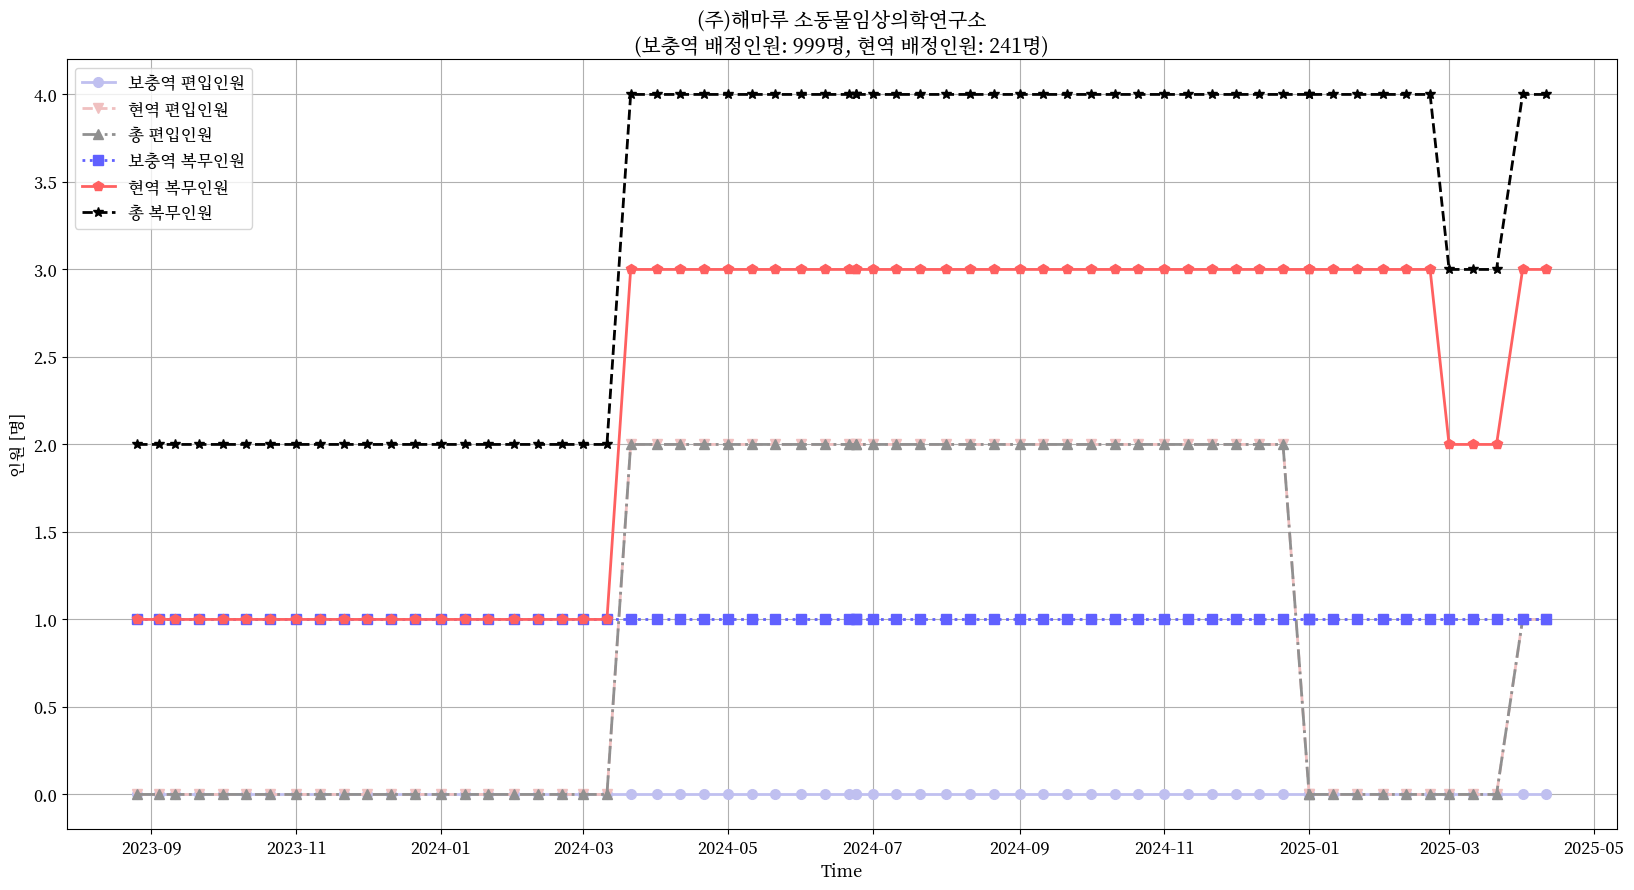 (주)해마루 소동물임상의학연구소
(보충역 배정인원: 999명, 현역 배정인원: 241명)
보충역 편입인원
현역 편입인원
총 편입인원
보충역 복무인원
현역 복무인원
총 복무인원
인원 [명]
4.0
3.5
3.0
2.5
2.0
1.5
1.0
0.5
0.0
2023-09 2023-11 2024-01 2024-03 2024-05 2024-07 2024-09 2024-11 2025-01 2025-03 2025-05
Time